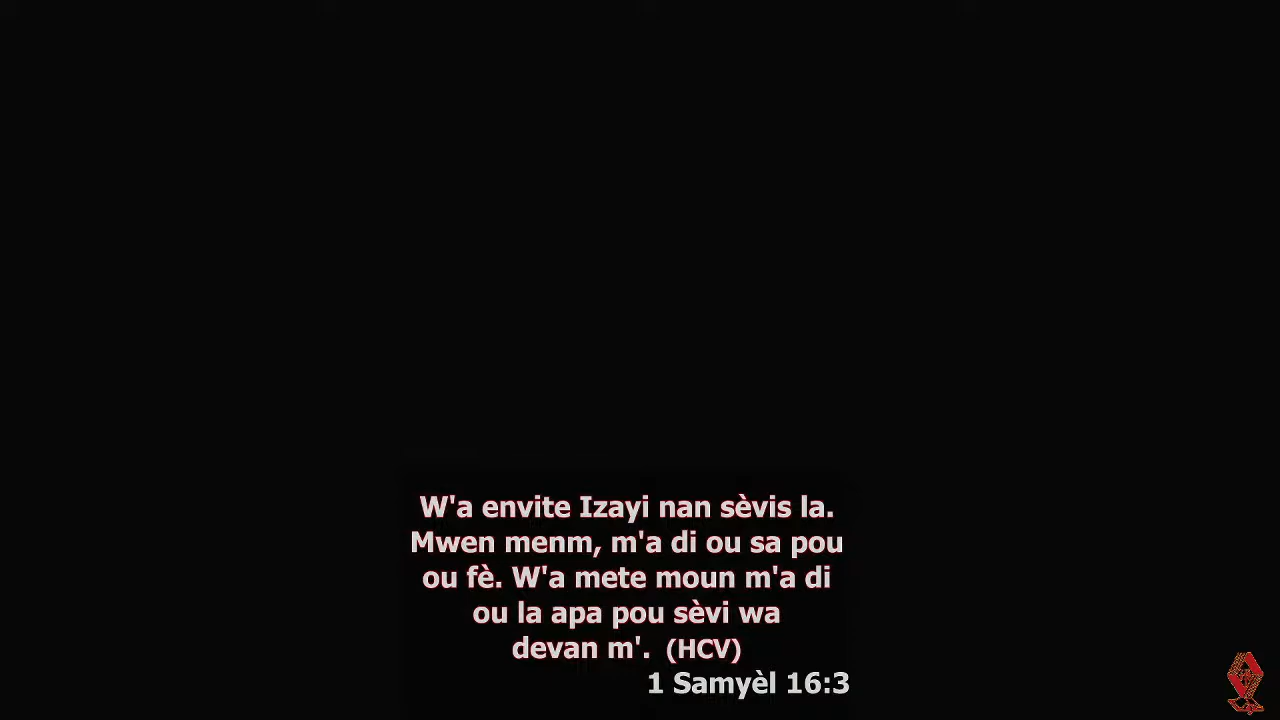 W'a envite Izayi nan sèvis la.
Mwen menm, m'a di ou sa pou
ou fè. W'a mete moun m'a di
ou la apa pou sèvi wa
devan m'. (HCV)
1 Samyèl 16:3